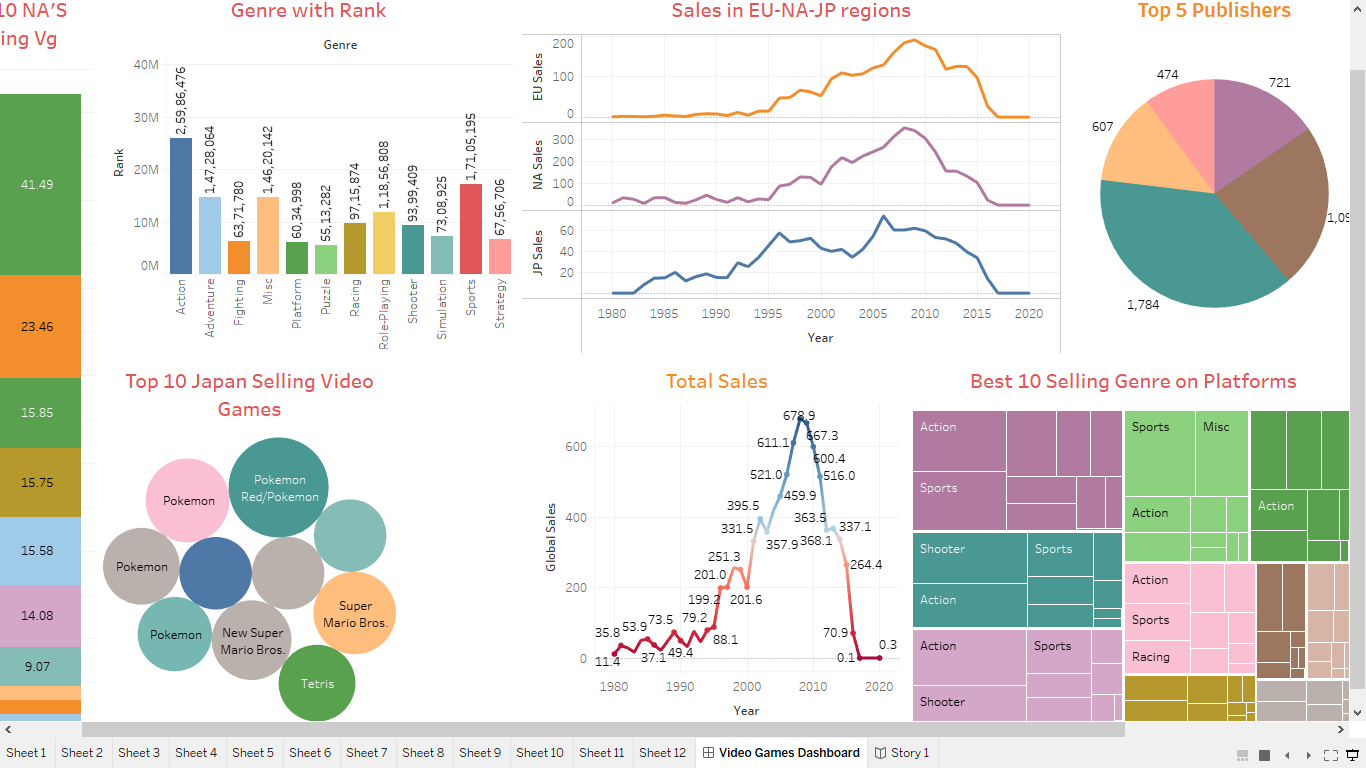 10 NA'S
ing Vg
41.49
23.46
15.85
15.75
15.58
14.08
9.07
Genre with Rank
Genre
Rank
40M
30M
20M
10M
0M
2,59,86,476
1,47,28,064
63,71,780
1,46,20,142
60,34,998
55,13,282
97,15,874
1,18,56,808
93,99,409
73,08,925
1,71,05,195
67,56,706
Action
Adventure
Fighting
Misc
Platform
Puzzle
Racing
Role-Playing
Shooter
Simulation
Sports
Strategy
Sales in EU-NA-JP regions
EU Sales
200
100
0
NA Sales
300
200
100
0
JP Sales
60
40
20
1980 1985 1990 1995 2000 2005 2010 2015 2020
Year
Top 5 Publishers
474
721
607
1,784
Top 10 Japan Selling Video
Games
Pokemon
Pokemon
Red/Pokemon
Pokemon
Super
Mario Bros.
Pokemon
New Super
Mario Bros.
Tetris
Total Sales
Global Sales
600
400
200
0
678.9
667.3
611.1
600.4
521.0
516.0
459.9
395.5
363.5
337.1
331.5
357.9
368.1
251.3
264.4
201.0
199.2
201.6
73.5
79.2
53.9
35.8
88.1
70.9
11.4
37.1
49.4
0.1
0.3
1980 1990 2000 2010 2020
Year
Best 10 Selling Genre on Platforms
Action
Sports
Shooter
Sports
Action
Action
Sports
Shooter
Sports
Misc
Action
Action
Action
Sports
Racing
Sheet 1 Sheet 2 Sheet 3 Sheet 4 Sheet 5 Sheet 6 Sheet 7 Sheet 8 Sheet 9 Sheet 10 Sheet 11 Sheet 12 Video Games Dashboard Story 1